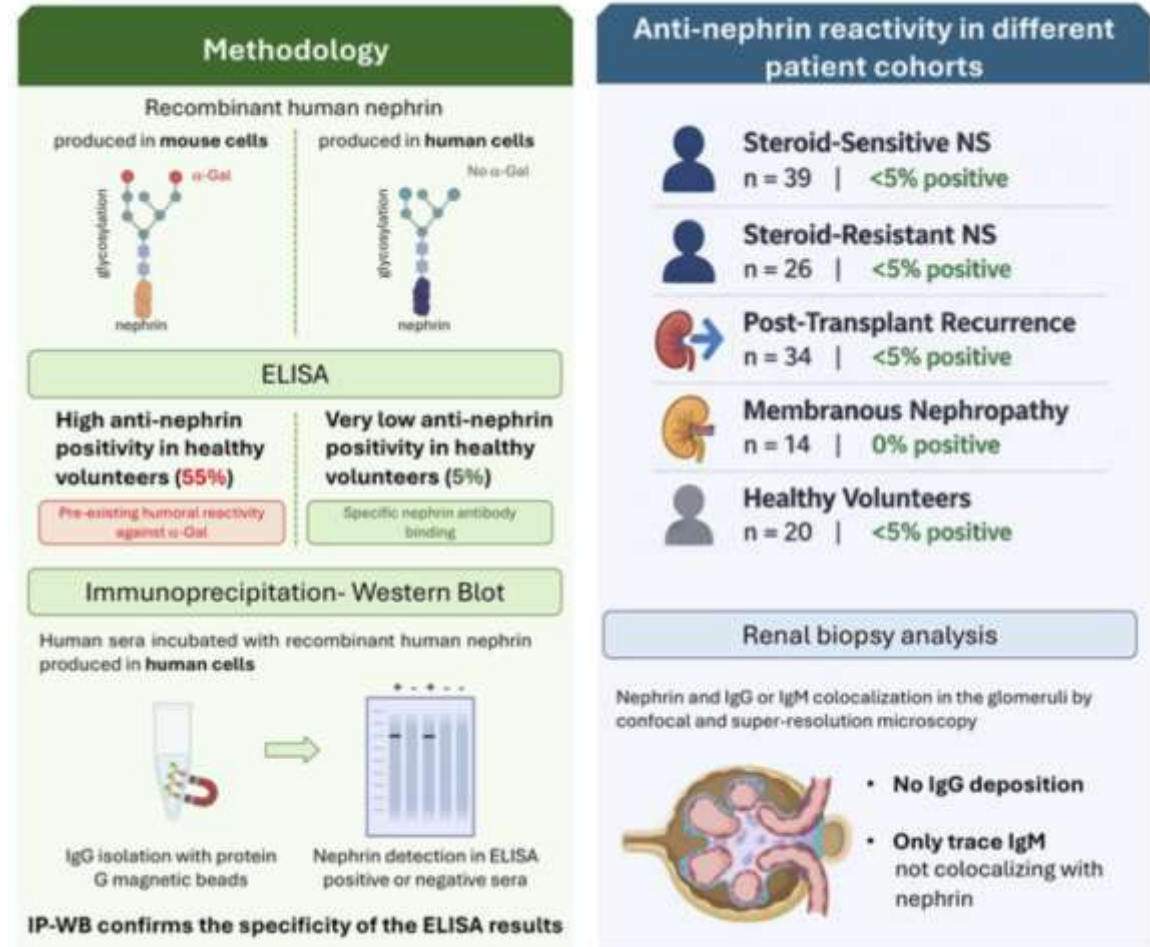 Methodology
Recombinant human nephrin
produced in mouse cells
produced in human cells
α-Gal
No α-Gal
glycosylation
glycosylation
nephrin
nephrin
ELISA
High anti-nephrin
positivity in healthy
volunteers (55%)
Very low anti-nephrin
positivity in healthy
volunteers (5%)
Pre-existing humoral reactivity
against α-Gal
Specific nephrin antibody
binding
Immunoprecipitation- Western Blot
Human sera incubated with recombinant human nephrin
produced in human cells
+ - + - -
IgG isolation with protein
G magnetic beads
Nephrin detection in ELISA
positive or negative sera
IP-WB confirms the specificity of the ELISA results
Anti-nephrin reactivity in different
patient cohorts
Steroid-Sensitive NS
n = 39 | <5% positive
Steroid-Resistant NS
n = 26 | <5% positive
Post-Transplant Recurrence
n = 34 | <5% positive
Membranous Nephropathy
n = 14 | 0% positive
Healthy Volunteers
n = 20 | <5% positive
Renal biopsy analysis
Nephrin and IgG or IgM colocalization in the glomeruli by
confocal and super-resolution microscopy
• No IgG deposition
• Only trace IgM
not colocalizing with
nephrin